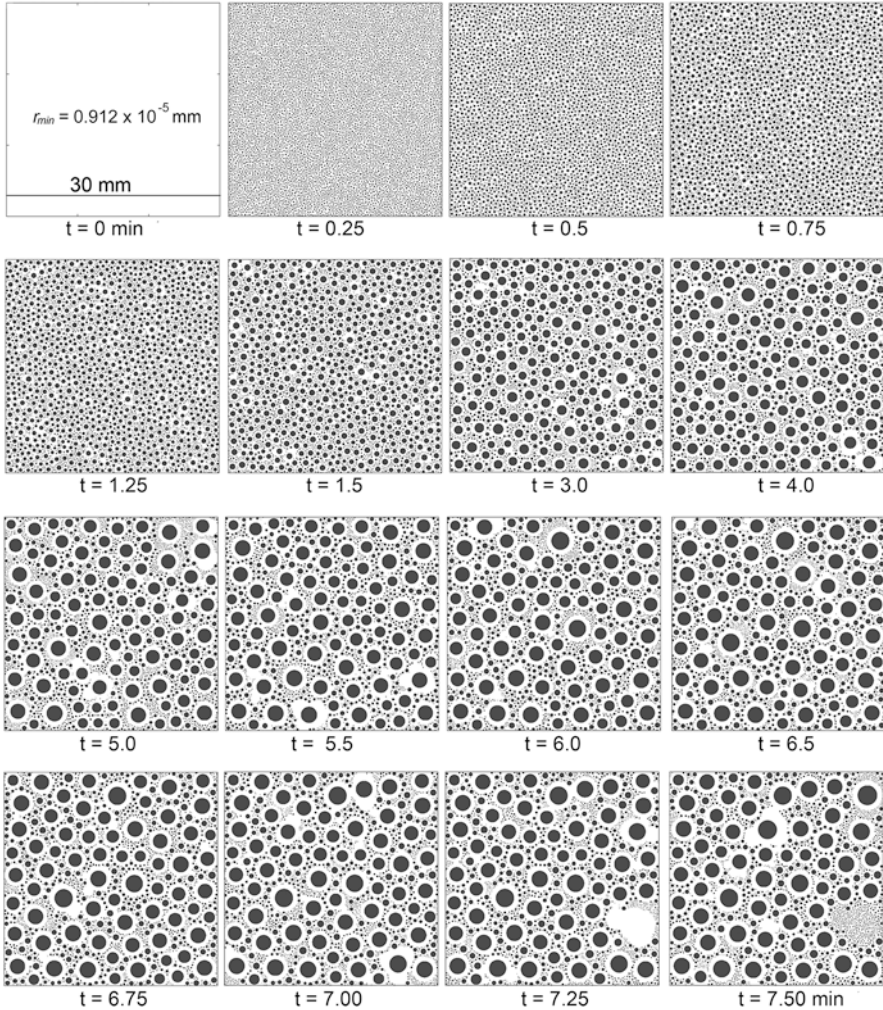 r_min = 0.912 x 10^-5 mm
30 mm
t = 0 min
t = 0.25
t = 0.5
t = 0.75
t = 1.25
t = 1.5
t = 3.0
t = 4.0
t = 5.0
t = 5.5
t = 6.0
t = 6.5
t = 6.75
t = 7.00
t = 7.25
t = 7.50 min